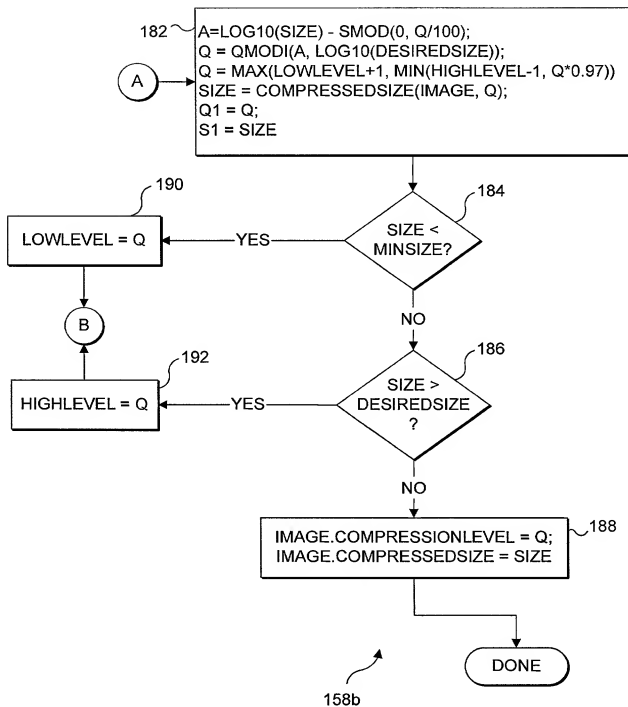 182
A=LOG10(SIZE) - SMOD(0, Q/100);
Q = QMODI(A, LOG10(DESIREDSIZE));
Q = MAX(LOWLEVEL+1, MIN(HIGHLEVEL-1, Q*0.97))
SIZE = COMPRESSEDSIZE(IMAGE, Q);
Q1 = Q;
S1 = SIZE
A
184
SIZE <
MINSIZE?
YES
190
LOWLEVEL = Q
B
NO
186
SIZE >
DESIREDSIZE
?
YES
192
HIGHLEVEL = Q
NO
188
IMAGE.COMPRESSIONLEVEL = Q;
IMAGE.COMPRESSEDSIZE = SIZE
DONE
158b